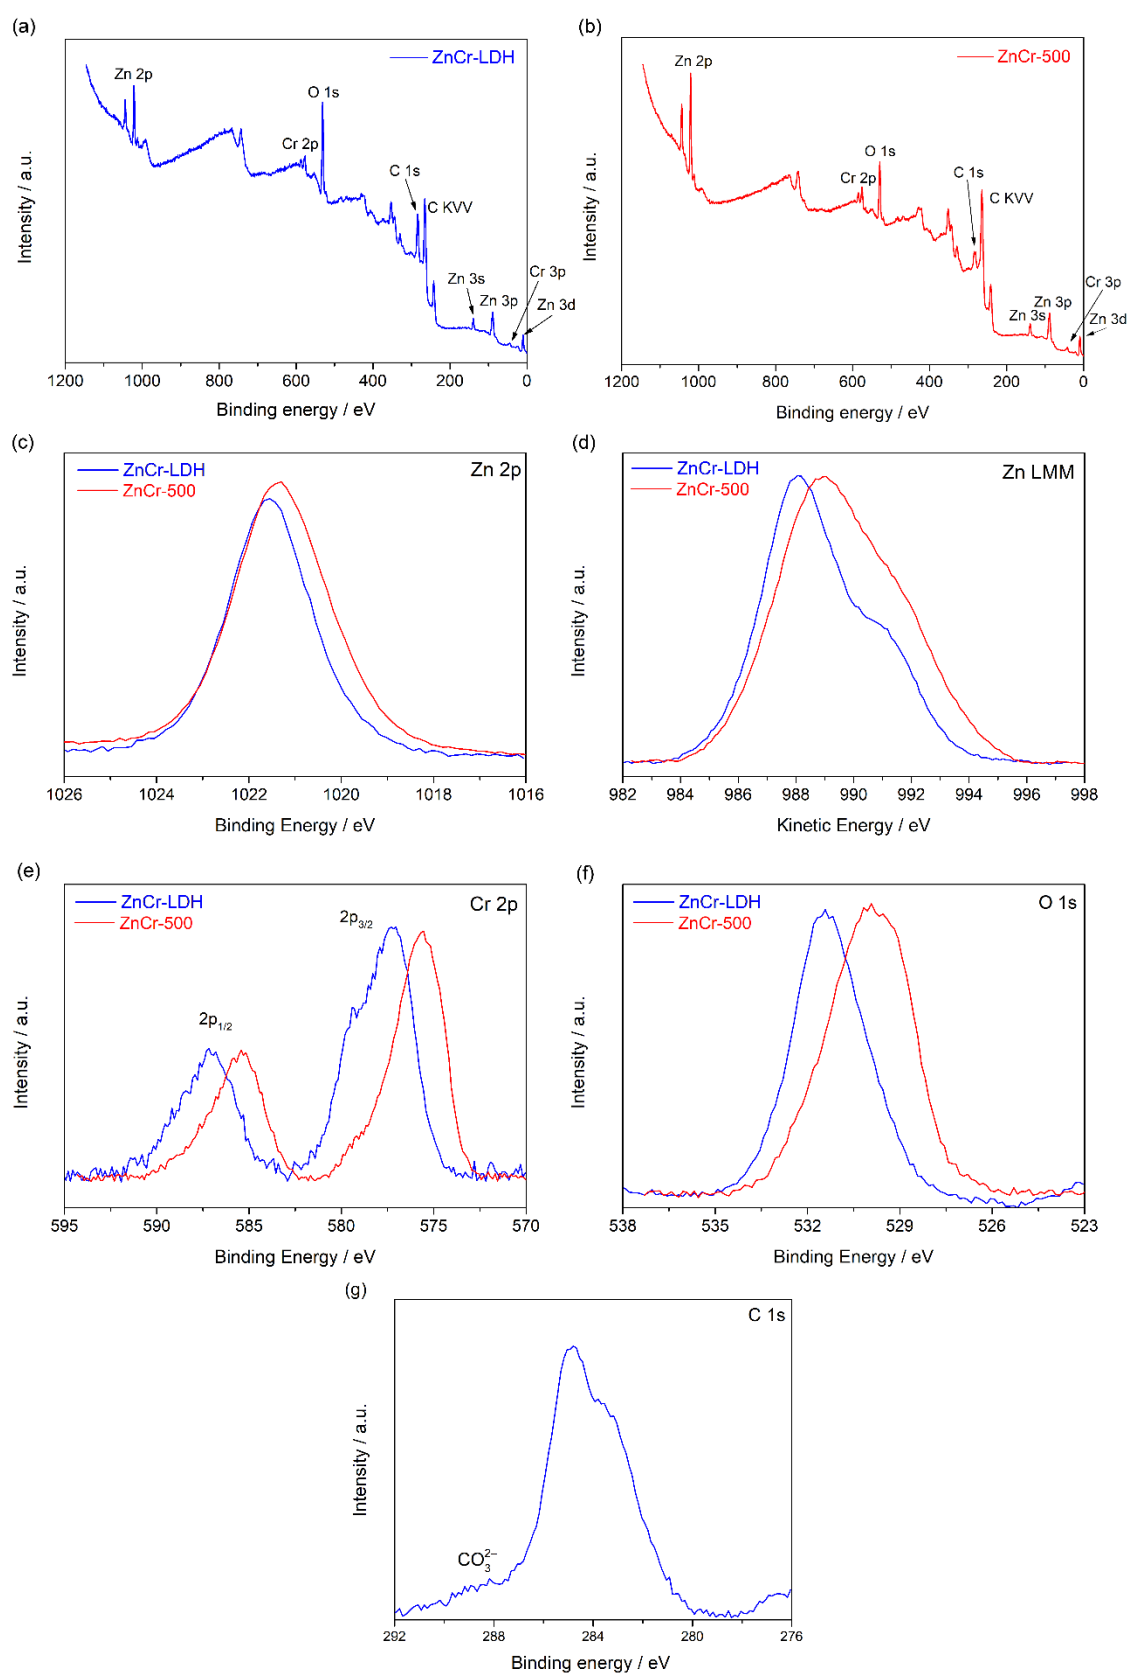 (a)
ZnCr-LDH
Zn 2p
O 1s
Cr 2p
C 1s
C KVV
Zn 3s
Zn 3p
Cr 3p
Zn 3d
Intensity / a.u.
1200 1000 800 600 400 200 0
Binding energy / eV
(b)
ZnCr-500
Zn 2p
O 1s
Cr 2p
C 1s
C KVV
Zn 3s
Zn 3p
Cr 3p
Zn 3d
Intensity / a.u.
1200 1000 800 600 400 200 0
Binding energy / eV
(c)
ZnCr-LDH
ZnCr-500
Zn 2p
Intensity / a.u.
1026 1024 1022 1020 1018 1016
Binding Energy / eV
(d)
ZnCr-LDH
ZnCr-500
Zn LMM
Intensity / a.u.
982 984 986 988 990 992 994 996 998
Kinetic Energy / eV
(e)
ZnCr-LDH
ZnCr-500
Cr 2p
2p3/2
2p1/2
Intensity / a.u.
595 590 585 580 575 570
Binding Energy / eV
(f)
ZnCr-LDH
ZnCr-500
O 1s
Intensity / a.u.
538 535 532 529 526 523
Binding Energy / eV
(g)
C 1s
CO₃²⁻
Intensity / a.u.
292 288 284 280 276
Binding energy / eV